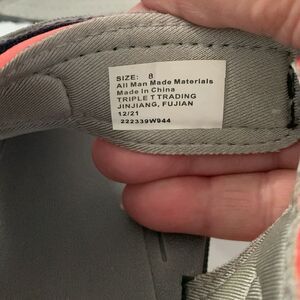 SIZE: 8
All Man Made Materials
Made In China
TRIPLE T TRADING
JINJIANG, FUJIAN
12/21
222339W944